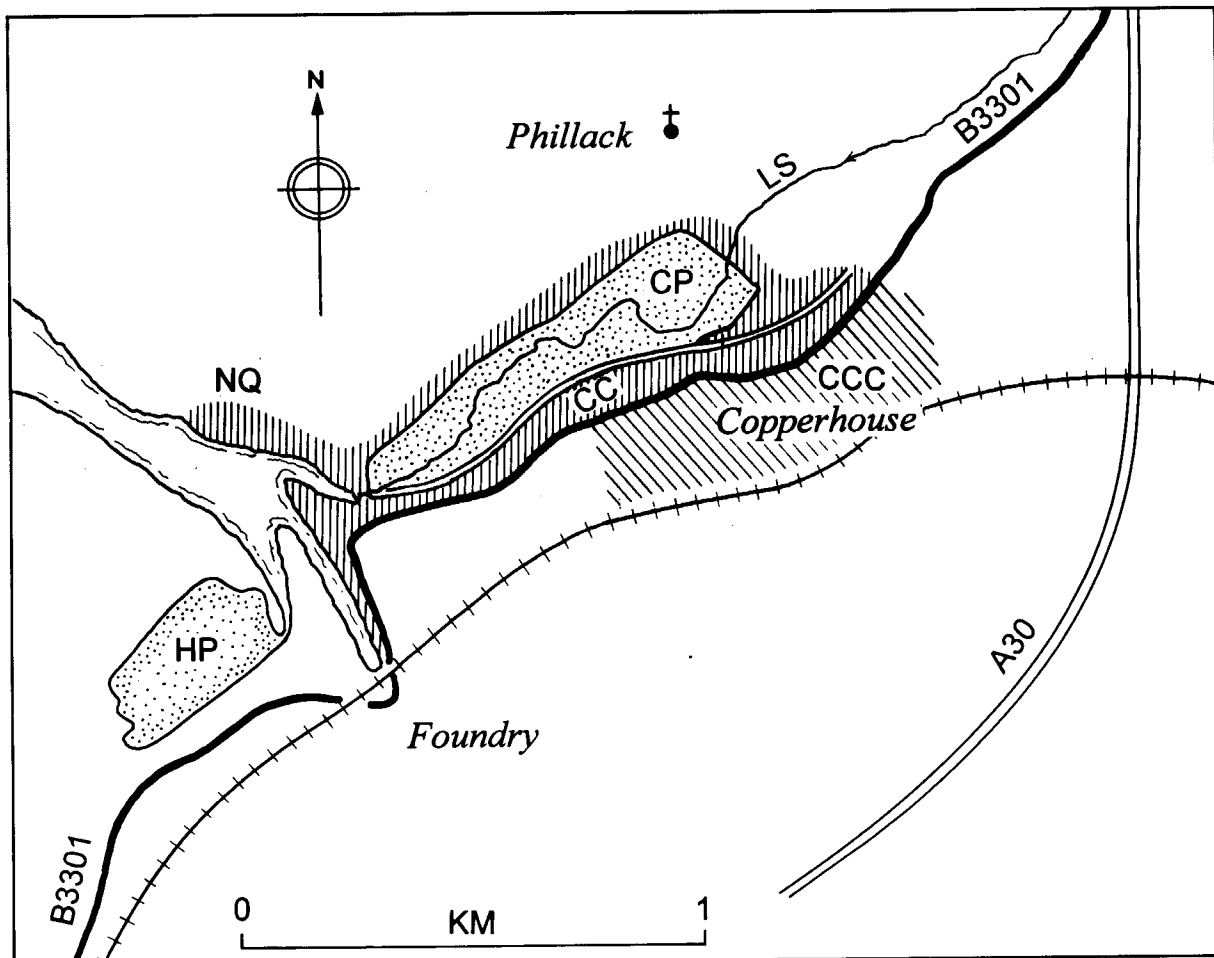 N
Phillack
B3301
LS
CP
NQ
CC
CCC
Copperhouse
HP
A30
Foundry
B3301
0
KM
1